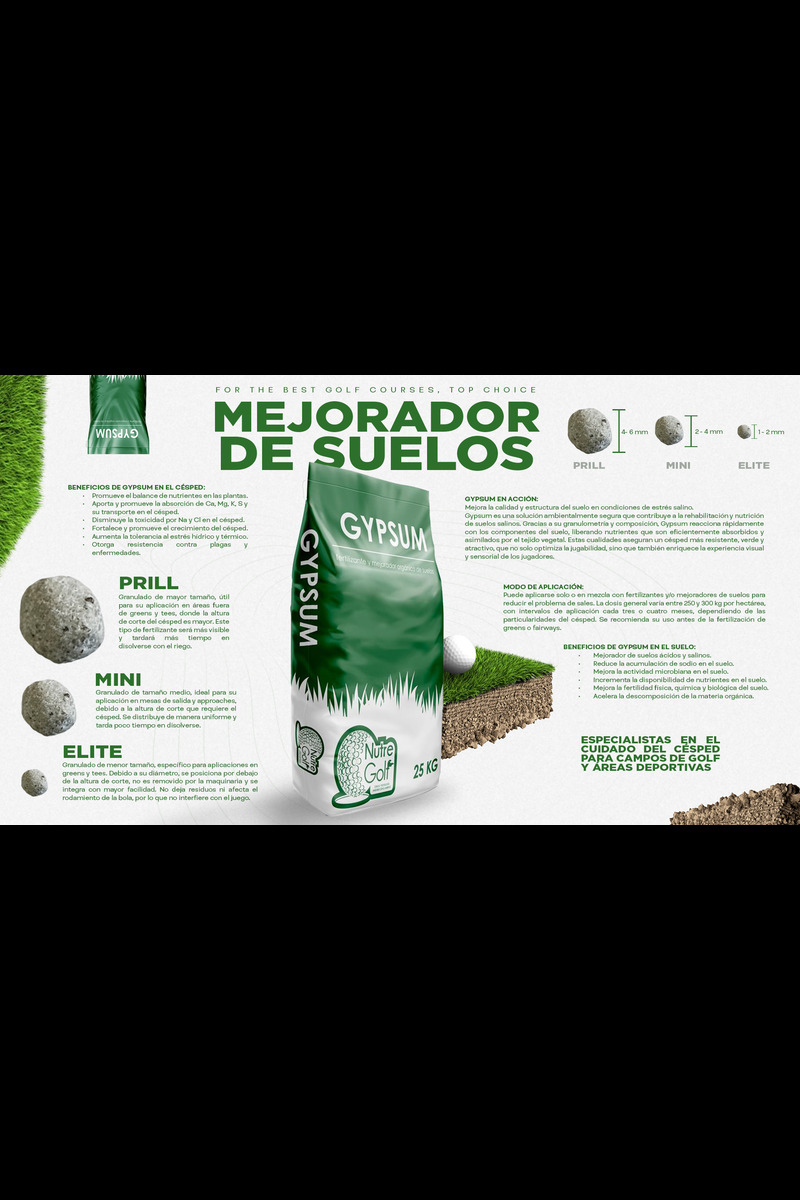 FOR THE BEST GOLF COURSES, TOP CHOICE
MEJORADOR
DE SUELOS
GYPSUM
4- 6 mm
2 - 4 mm
1 - 2 mm
PRILL
MINI
ELITE
BENEFICIOS DE GYPSUM EN EL CÉSPED:
• Promueve el balance de nutrientes en las plantas.
• Aporta y promueve la absorción de Ca, Mg, K, S y
su transporte en el césped.
• Disminuye la toxicidad por Na y Cl en el césped.
• Fortalece y promueve el crecimiento del césped.
• Aumenta la tolerancia al estrés hídrico y térmico.
• Otorga resistencia contra plagas y
enfermedades.
PRILL
Granulado de mayor tamaño, útil
para su aplicación en áreas fuera
de greens y tees, donde la altura
de corte del césped es mayor. Este
tipo de fertilizante será más visible
y tardará más tiempo en
disolverse con el riego.
MINI
Granulado de tamaño medio, ideal para su
aplicación en mesas de salida y approaches,
debido a la altura de corte que requiere el
césped. Se distribuye de manera uniforme y
tarda poco tiempo en disolverse.
ELITE
Granulado de menor tamaño, específico para aplicaciones en
greens y tees. Debido a su diámetro, se posiciona por debajo
de la altura de corte, no es removido por la maquinaria y se
integra con mayor facilidad. No deja residuos ni afecta el
rodamiento de la bola, por lo que no interfiere con el juego.
GYPSUM
Fertilizante y mejorador orgánico de suelos
GYPSUM
Nutre
Golf
Nutre
Golf
25 KG
GYPSUM EN ACCIÓN:
Mejora la calidad y estructura del suelo en condiciones de estrés salino.
Gypsum es una solución ambientalmente segura que contribuye a la rehabilitación y nutrición
de suelos salinos. Gracias a su granulometría y composición, Gypsum reacciona rápidamente
con los componentes del suelo, liberando nutrientes que son eficientemente absorbidos y
asimilados por el tejido vegetal. Estas cualidades aseguran un césped más resistente, verde y
atractivo, que no solo optimiza la jugabilidad, sino que también enriquece la experiencia visual
y sensorial de los jugadores.
MODO DE APLICACIÓN:
Puede aplicarse solo o en mezcla con fertilizantes y/o mejoradores de suelos para
reducir el problema de sales. La dosis general varía entre 250 y 300 kg por hectárea,
con intervalos de aplicación cada tres o cuatro meses, dependiendo de las
particularidades del césped. Se recomienda su uso antes de la fertilización de
greens o fairways.
BENEFICIOS DE GYPSUM EN EL SUELO:
• Mejorador de suelos ácidos y salinos.
• Reduce la acumulación de sodio en el suelo.
• Mejora la actividad microbiana en el suelo.
• Incrementa la disponibilidad de nutrientes en el suelo.
• Mejora la fertilidad física, química y biológica del suelo.
• Acelera la descomposición de la materia orgánica.
ESPECIALISTAS EN EL
CUIDADO DEL CÉSPED
PARA CAMPOS DE GOLF
Y ÁREAS DEPORTIVAS